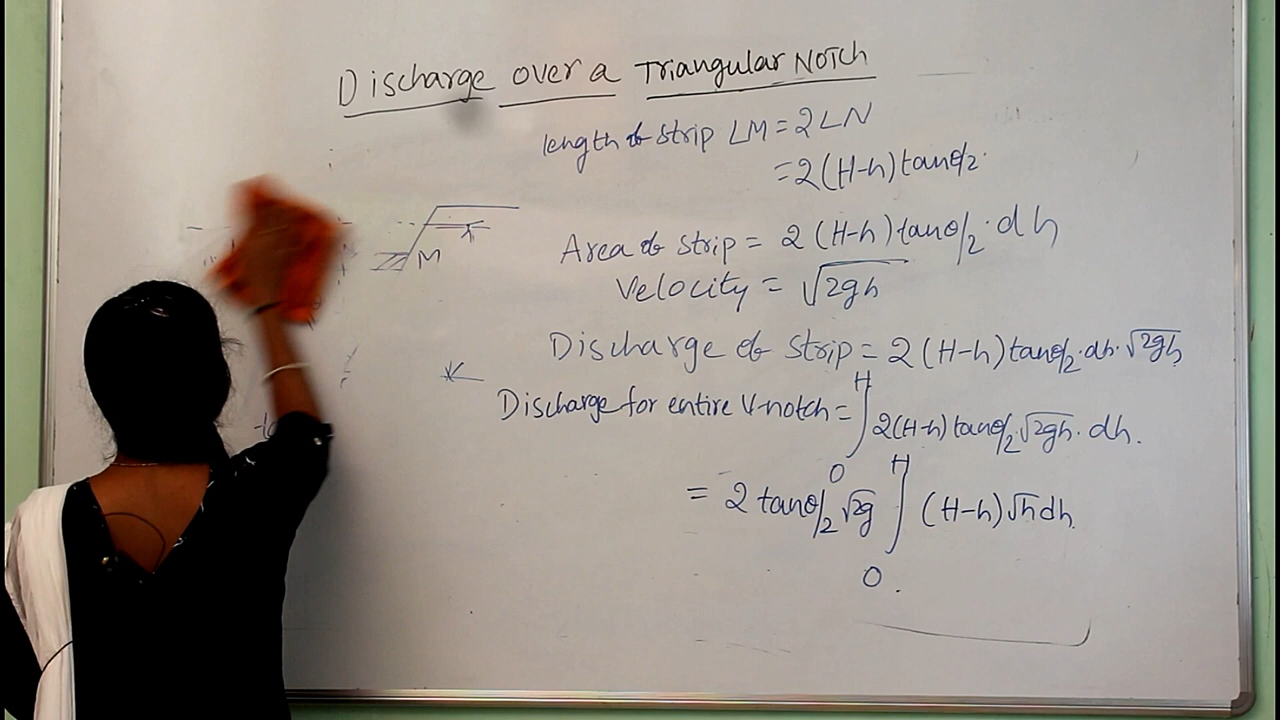 Discharge over a Triangular Notch
length of strip LM = 2LN
= 2(H-h)tanθ/2.
Area of strip = 2(H-h)tanθ/2.dh
M
Velocity = √2gh
Discharge of strip = 2(H-h)tanθ/2.dh.√2gh
Discharge for entire V-notch = ∫₀ᴴ 2(H-h)tanθ/2.√2gh.dh.
= 2tanθ/2√2g ∫₀ᴴ (H-h)√h dh.